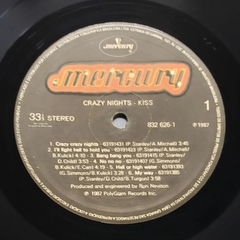 mercury
mercury
CRAZY NIGHTS - KISS
33⅓ STEREO
832 626-1
1
℗ 1987
1. Crazy crazy nights - 63191431 (P. Stanley / A. Mitchell) 3:45
2. I'll fight hell to hold you - 63191423 (P. Stanley / A. Mitchell /
B. Kulick) 4:10 3. Bang bang you - 63191415 (P. Stanley /
D. Child) 3:53 4. No no no - 63191440 (G. Simmons /
B. Kulick / E. Carr) 4:19 5. Hell or high water - 63191393
(G. Simmons / B. Kulick) 3:28 6. My way - 63191385
(P. Stanley / D. Child / B. Turgon) 3:58
Produced and engineered by Ron Nevison
℗ 1987 PolyGram Records Inc.